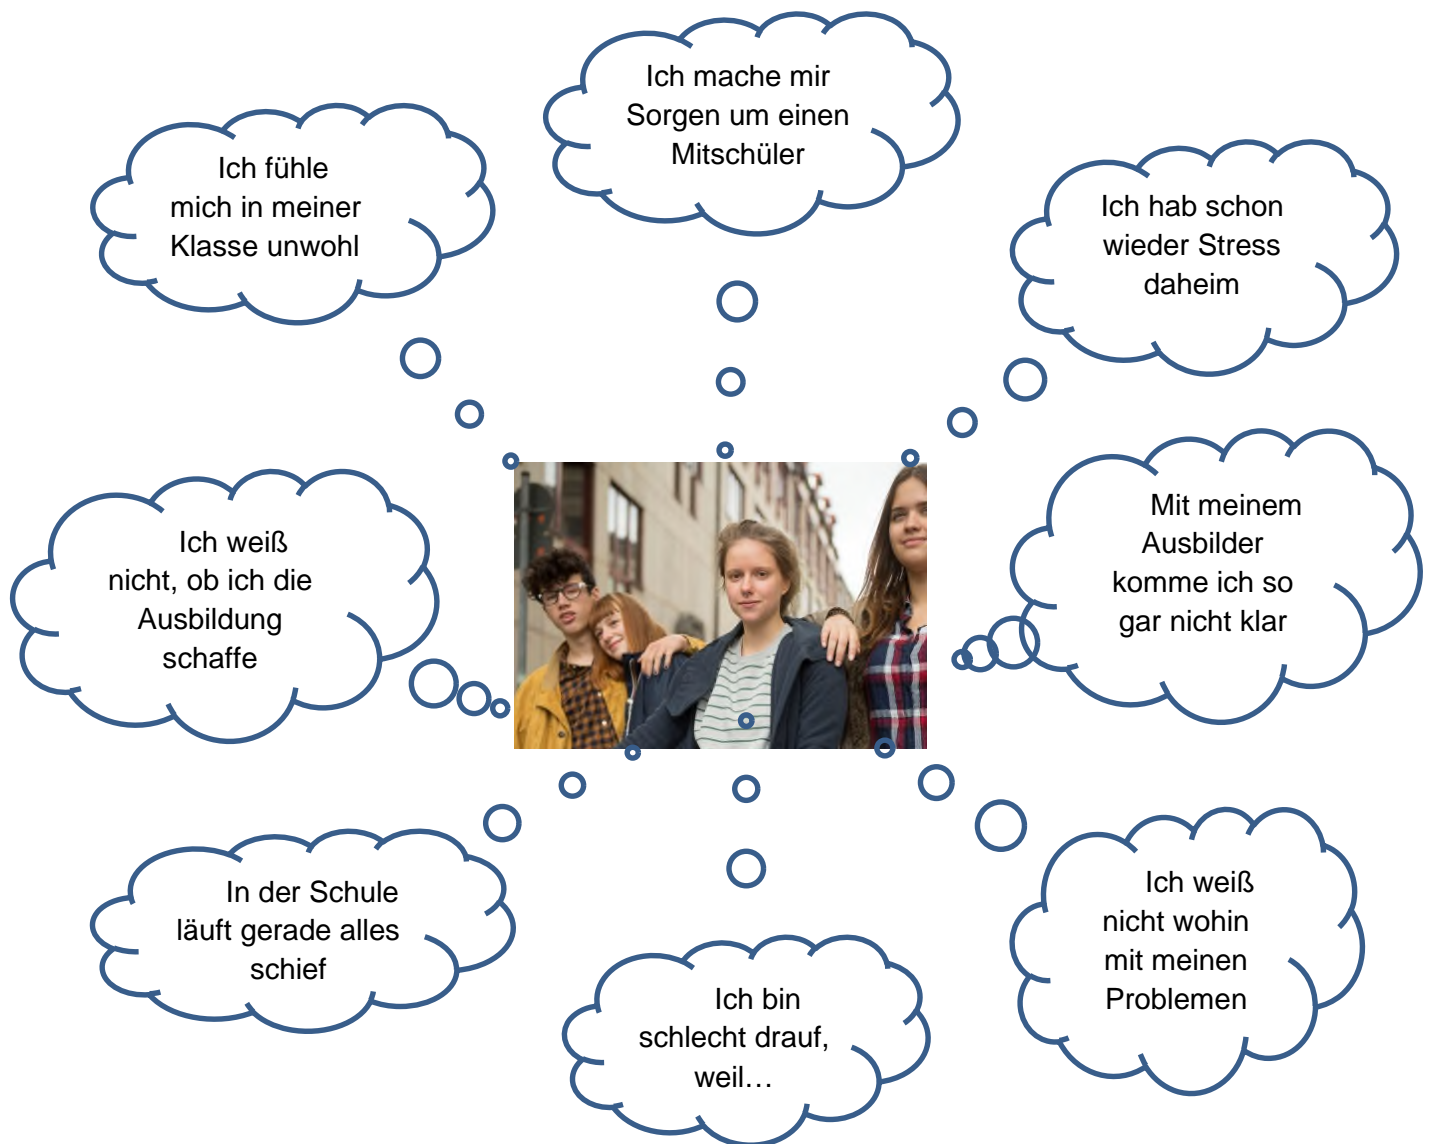 Ich mache mir
Sorgen um einen
Mitschüler
Ich fühle
mich in meiner
Klasse unwohl
Ich hab schon
wieder Stress
daheim
Ich weiß
nicht, ob ich die
Ausbildung
schaffe
Mit meinem
Ausbilder
komme ich so
gar nicht klar
In der Schule
läuft gerade alles
schief
Ich bin
schlecht drauf,
weil…
Ich weiß
nicht wohin
mit meinen
Problemen